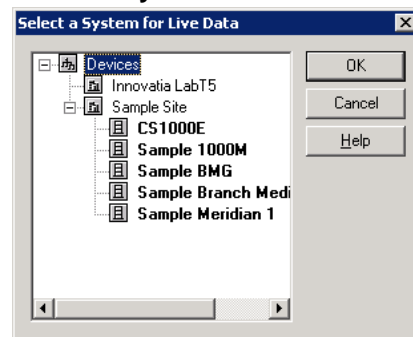 Select a System for Live Data
Devices
OK
Innovatia LabT5
Sample Site
Cancel
CS1000E
Help
Sample 1000M
Sample BMG
Sample Branch Medi
Sample Meridian 1